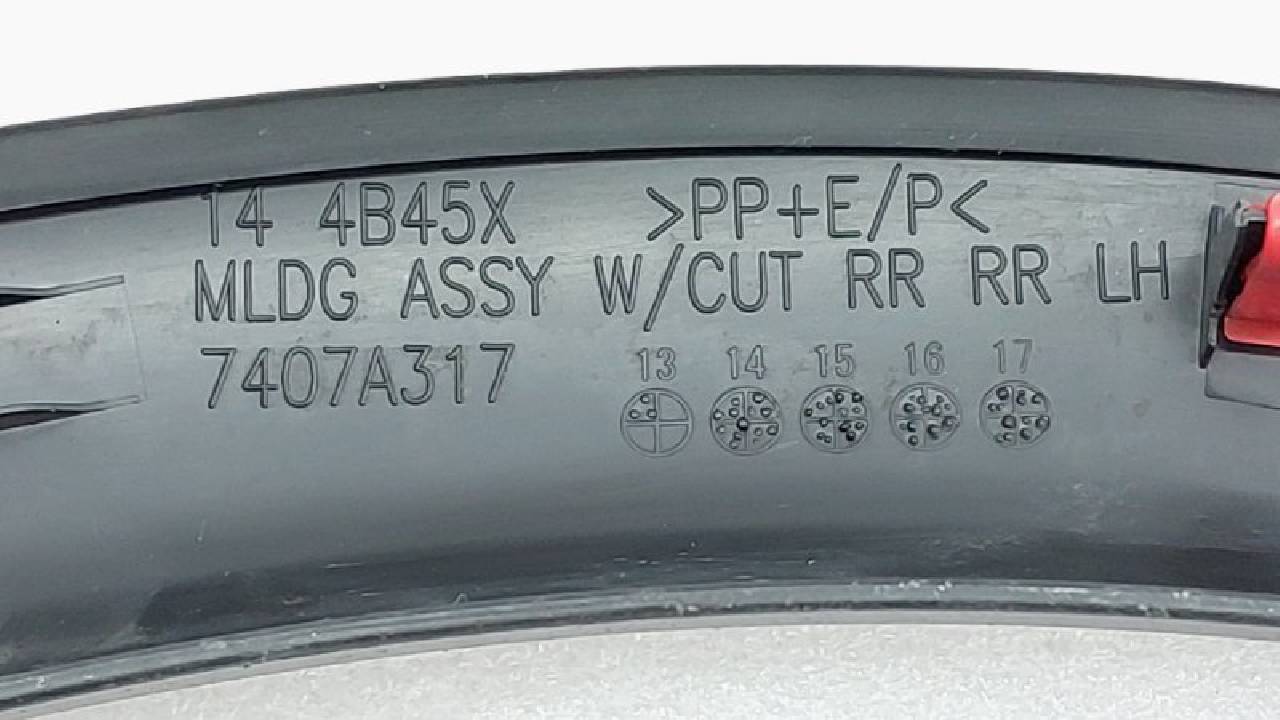 14 4B45X >PP+E/P<
MLDG ASSY W/CUT RR RR LH
7407A317 13 14 15 16 17